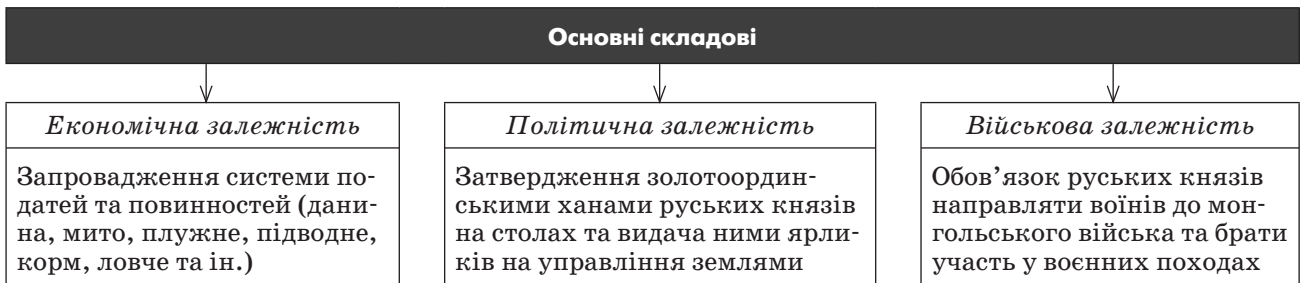 Основні складові
Економічна залежність
Запровадження системи по-
датей та повинностей (дани-
на, мито, плужне, підводне,
корм, ловче та ін.)
Політична залежність
Затвердження золотоордин-
ськими ханами руських князів
на столах та видача ними ярли-
ків на управління землями
Військова залежність
Обов’язок руських князів
направляти воїнів до мон-
гольського війська та брати
участь у воєнних походах